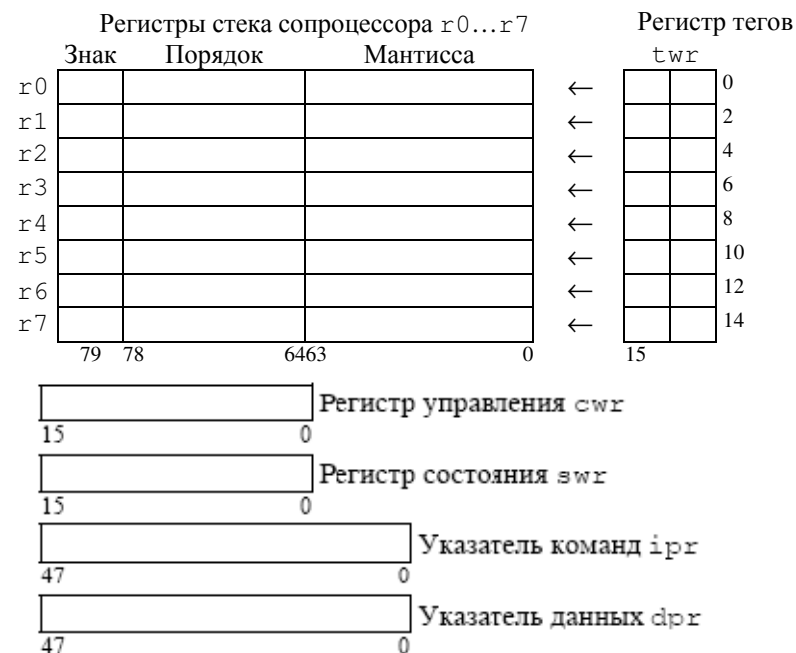 Регистры стека сопроцессора r0...r7 Регистр тегов
Знак Порядок Мантисса twr
r0 ← 0
r1 ← 2
r2 ← 4
r3 ← 6
r4 ← 8
r5 ← 10
r6 ← 12
r7 ← 14
79 78 6463 0 15
Регистр управления cwr
15 0
Регистр состояния swr
15 0
Указатель команд ipr
47 0
Указатель данных dpr
47 0